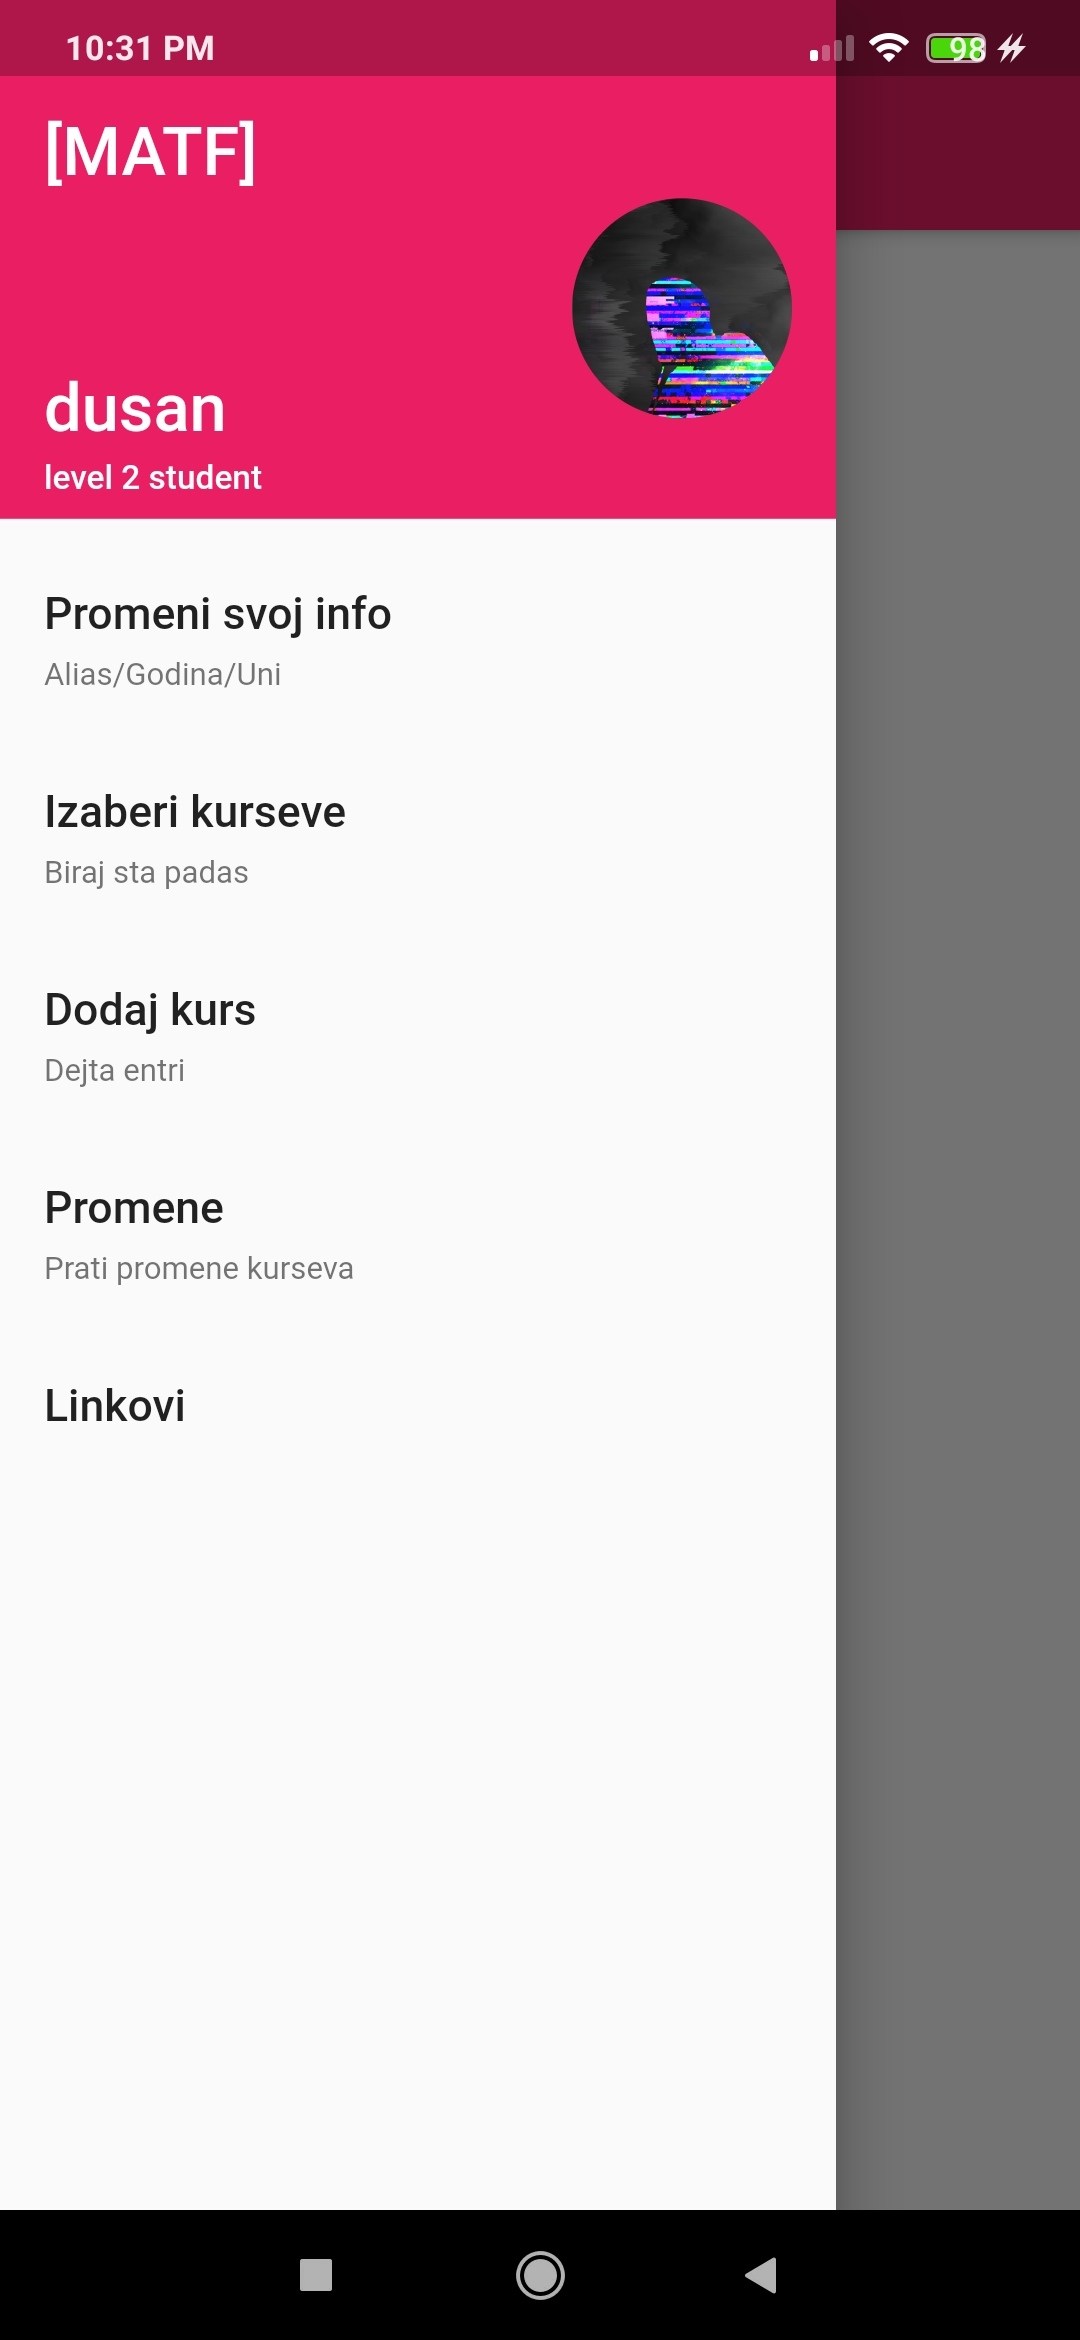 10:31 PM
98
[MATF]
dusan
level 2 student
Promeni svoj info
Alias/Godina/Uni
Izaberi kurseve
Biraj sta padas
Dodaj kurs
Dejta entri
Promene
Prati promene kurseva
Linkovi